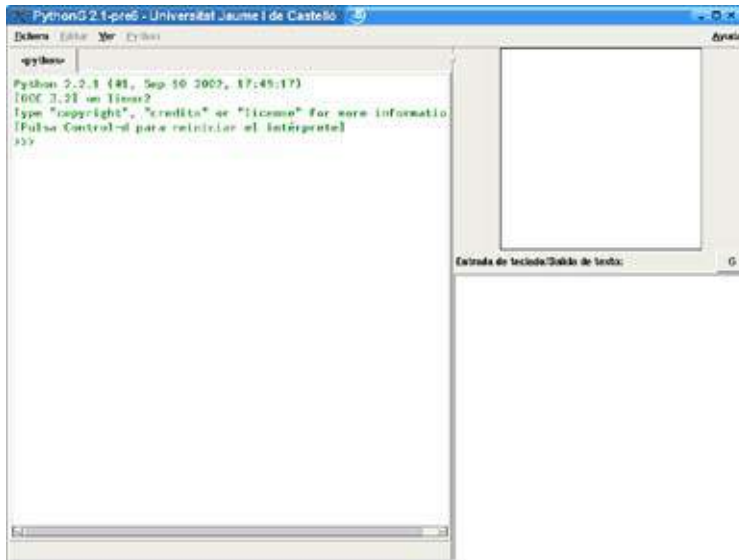 PythonG 2.1-pre6 - Universitat Jaume I de Castelló
Fichero Editar Ver Python
Ayuda
<python>
Python 2.2.1 (#1, Sep 10 2002, 17:45:17)
[GCC 3.2] on linux2
Type "copyright", "credits" or "license" for more informatio
[Pulsa Control-d para reiniciar el intérprete]
>>>
Entrada de teclado/Salida de texto:
G